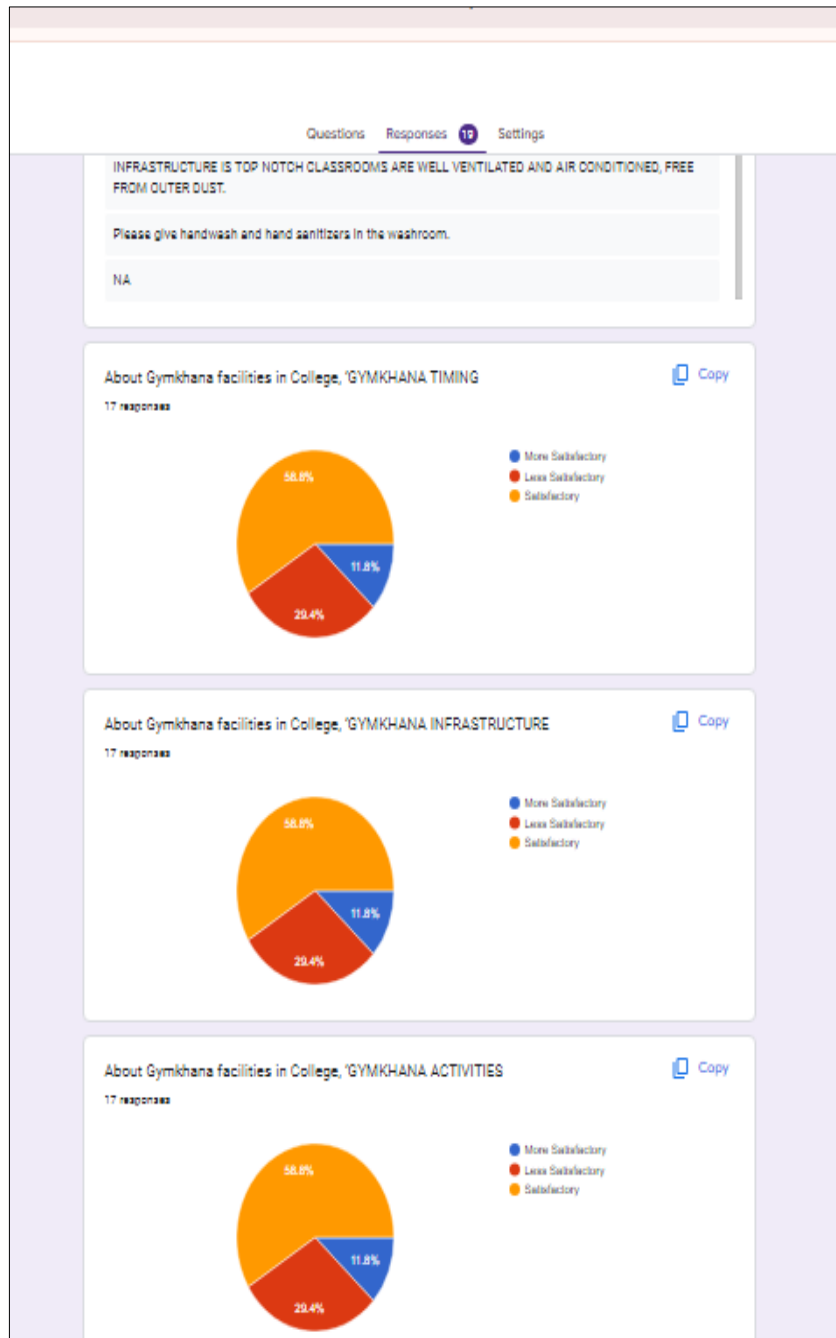 Questions Responses 19 Settings
INFRASTRUCTURE IS TOP NOTCH CLASSROOMS ARE WELL VENTILATED AND AIR CONDITIONED, FREE
FROM OUTER DUST.
Please give handwash and hand sanitizers in the washroom.
NA
About Gymkhana facilities in College, 'GYMKHANA TIMING
Copy
17 responses
More Satisfactory
Less Satisfactory
Satisfactory
58.8%
11.8%
29.4%
About Gymkhana facilities in College, 'GYMKHANA INFRASTRUCTURE
Copy
17 responses
More Satisfactory
Less Satisfactory
Satisfactory
58.8%
11.8%
29.4%
About Gymkhana facilities in College, 'GYMKHANA ACTIVITIES
Copy
17 responses
More Satisfactory
Less Satisfactory
Satisfactory
58.8%
11.8%
29.4%